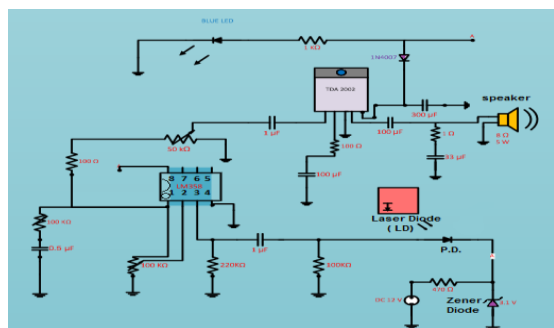 BLUE LED
1 KΩ
A
1N4007
TDA 2002
300 µF
speaker
1 µF
100 µF
8 Ω
5 W
50 kΩ
33 µF
100 Ω
100 µF
8 7 6 5
LM358
1 2 3 4
Laser Diode
( LD)
100 KΩ
0.5 µF
1 µF
P.D.
100 KΩ
220KΩ
100KΩ
470 Ω
DC 12 V
Zener
Diode